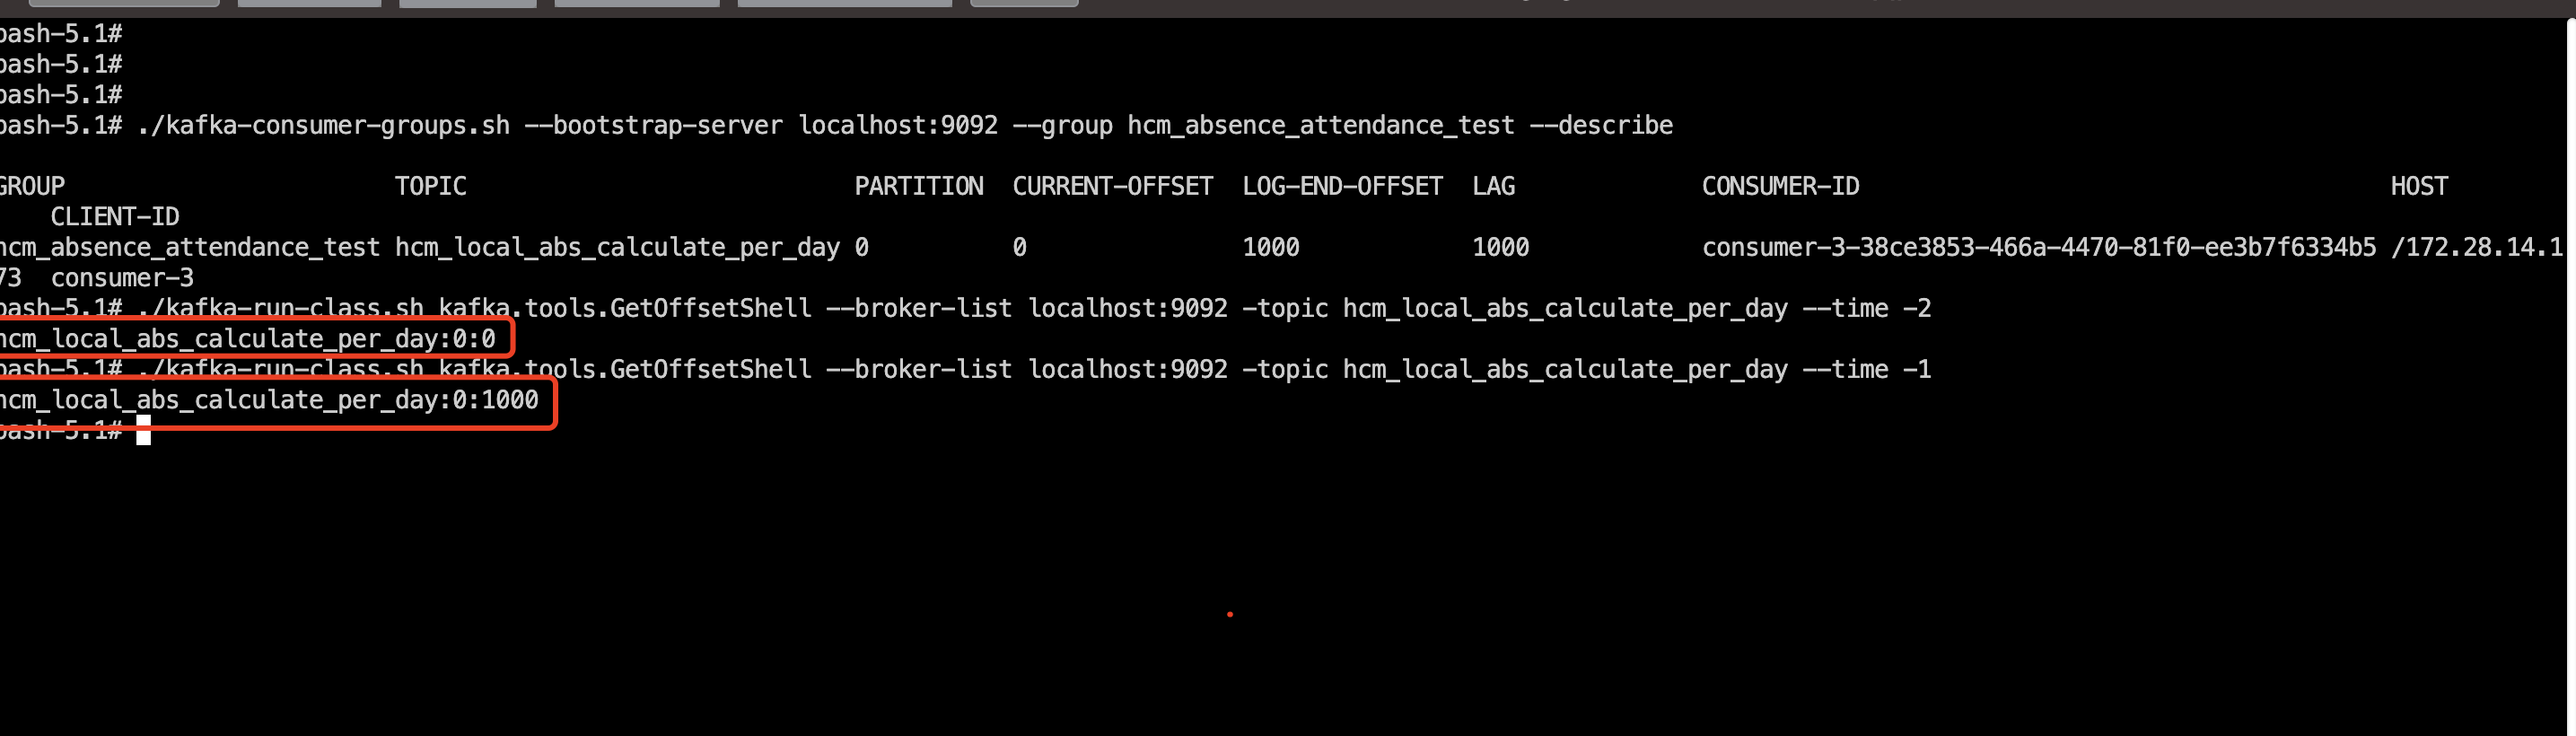 bash-5.1#
bash-5.1#
bash-5.1#
bash-5.1# ./kafka-consumer-groups.sh --bootstrap-server localhost:9092 --group hcm_absence_attendance_test --describe
GROUP TOPIC PARTITION CURRENT-OFFSET LOG-END-OFFSET LAG CONSUMER-ID HOST
CLIENT-ID
hcm_absence_attendance_test hcm_local_abs_calculate_per_day 0 0 1000 1000 consumer-3-38ce3853-466a-4470-81f0-ee3b7f6334b5 /172.28.14.1
73 consumer-3
bash-5.1# ./kafka-run-class.sh kafka.tools.GetOffsetShell --broker-list localhost:9092 -topic hcm_local_abs_calculate_per_day --time -2
hcm_local_abs_calculate_per_day:0:0
bash-5.1# ./kafka-run-class.sh kafka.tools.GetOffsetShell --broker-list localhost:9092 -topic hcm_local_abs_calculate_per_day --time -1
hcm_local_abs_calculate_per_day:0:1000
bash-5.1#